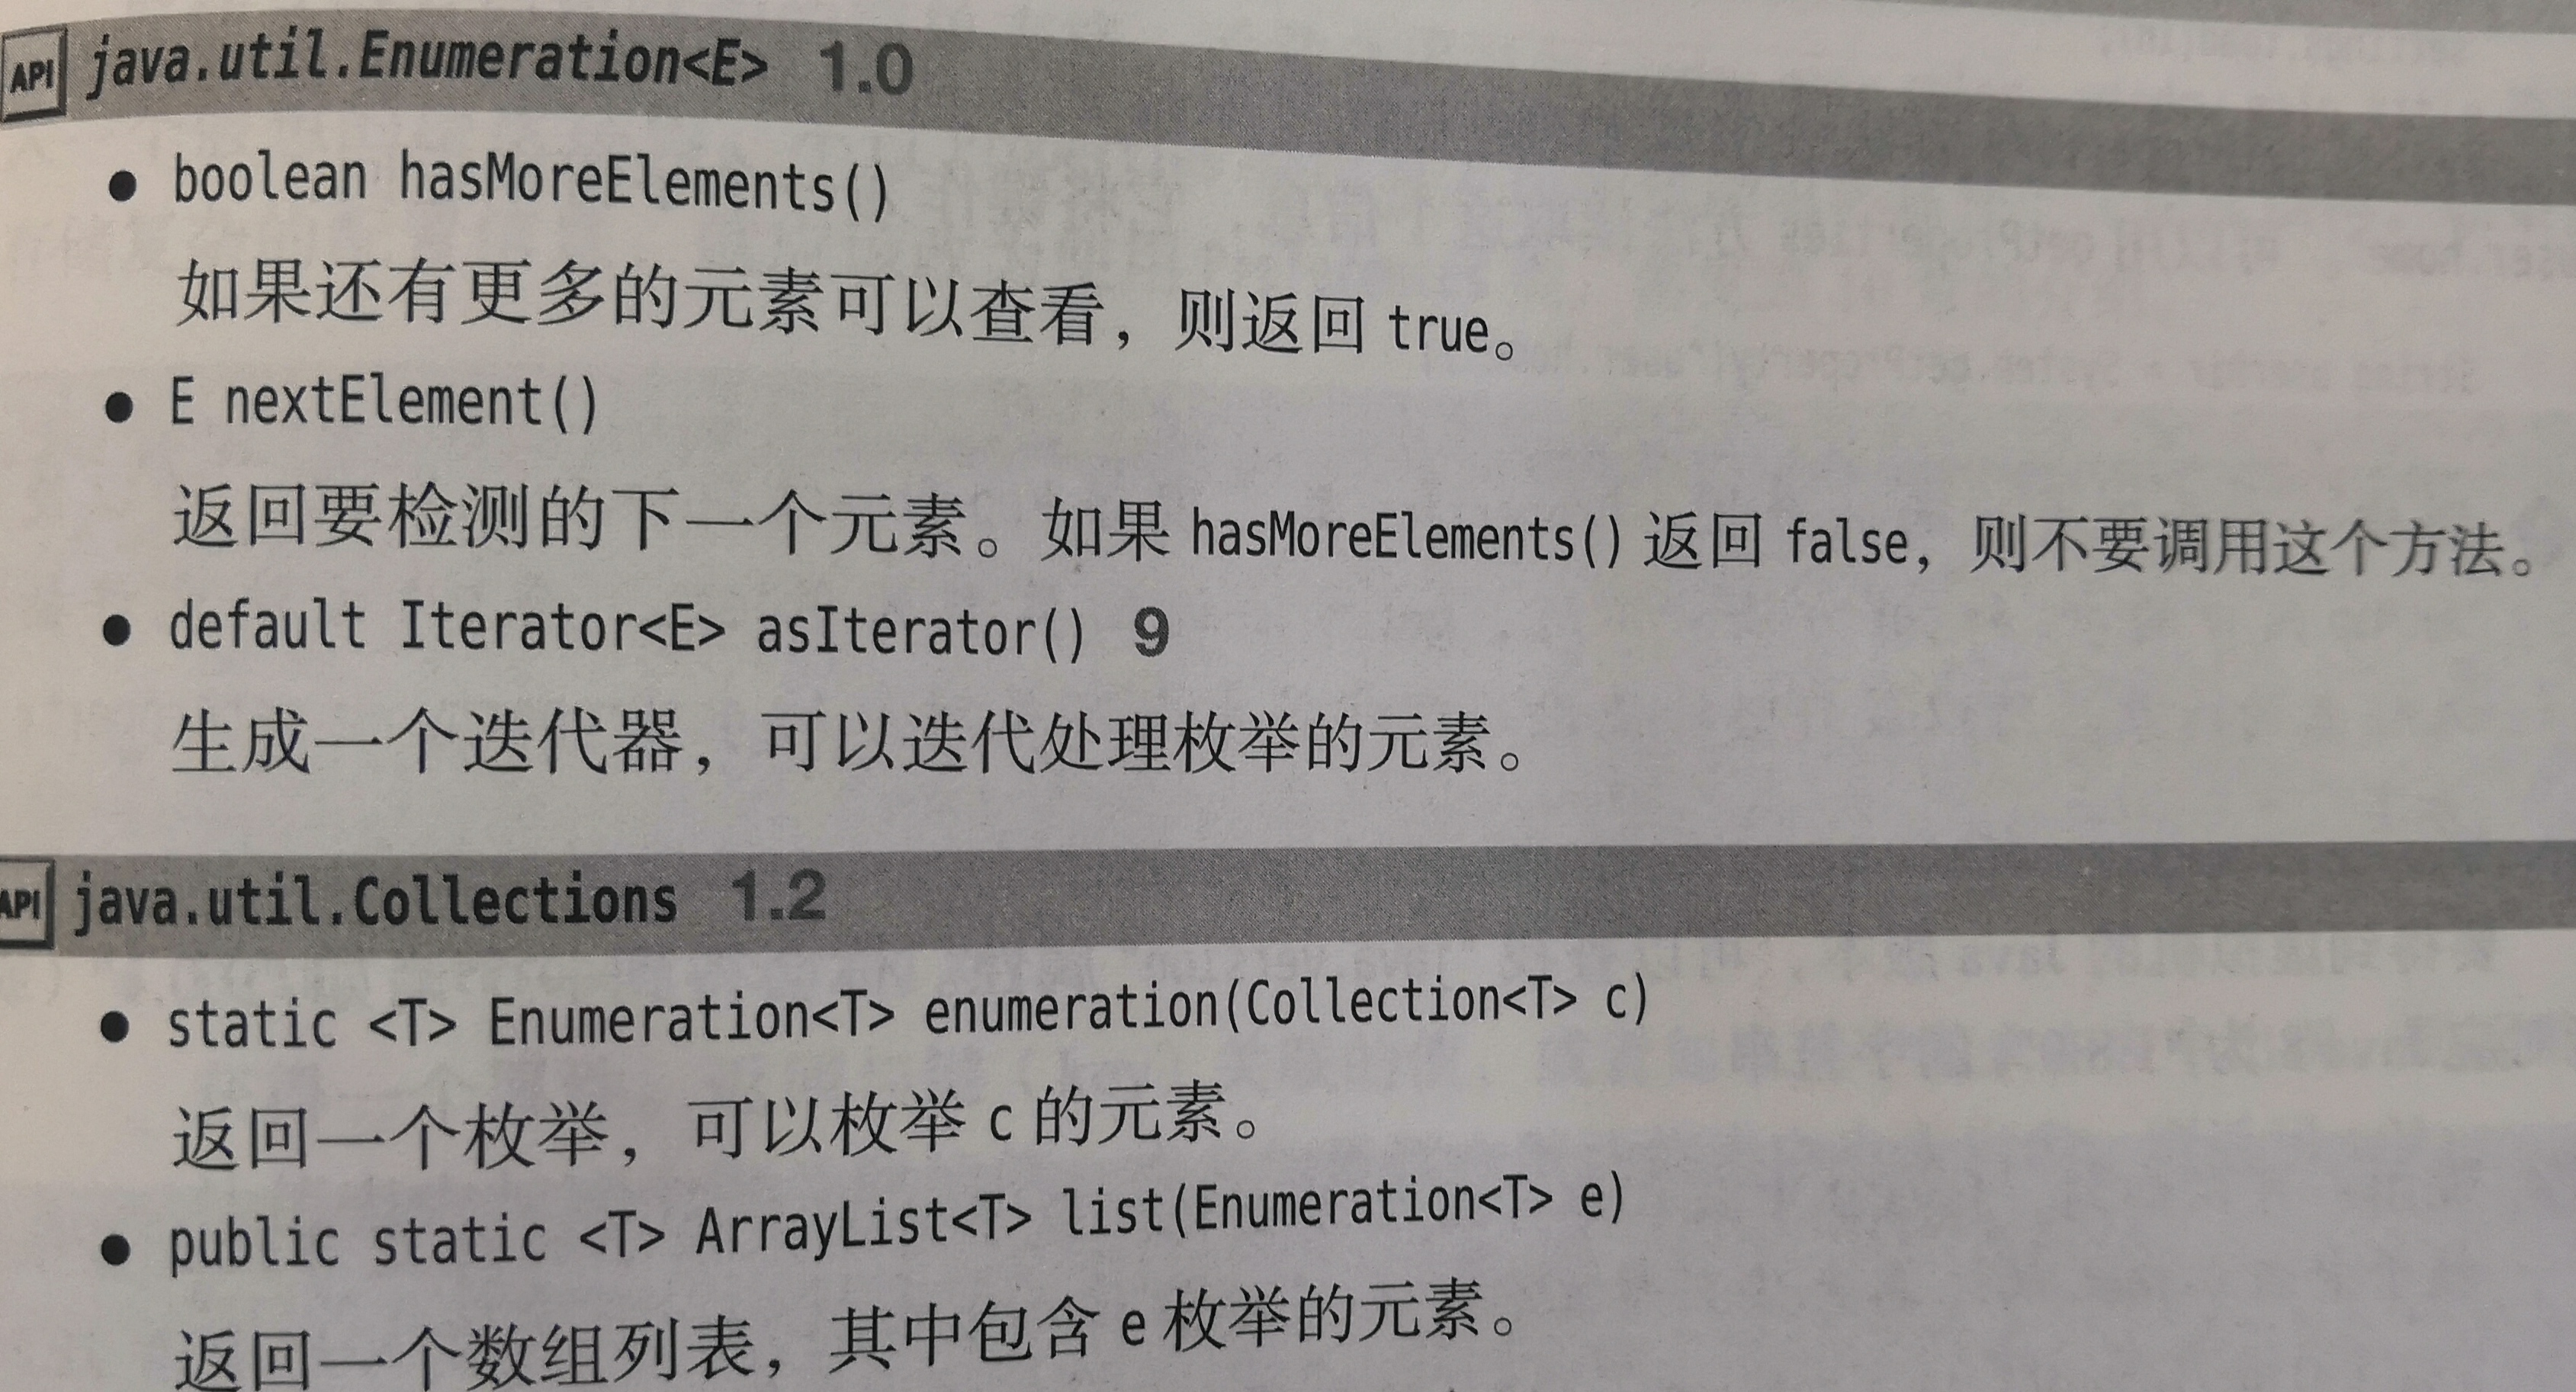 API java.util.Enumeration<E> 1.0
● boolean hasMoreElements()
如果还有更多的元素可以查看，则返回 true。
● E nextElement()
返回要检测的下一个元素。如果 hasMoreElements() 返回 false，则不要调用这个方法。
● default Iterator<E> asIterator() 9
生成一个迭代器，可以迭代处理枚举的元素。
API java.util.Collections 1.2
● static <T> Enumeration<T> enumeration(Collection<T> c)
返回一个枚举，可以枚举 c 的元素。
● public static <T> ArrayList<T> list(Enumeration<T> e)
返回一个数组列表，其中包含 e 枚举的元素。